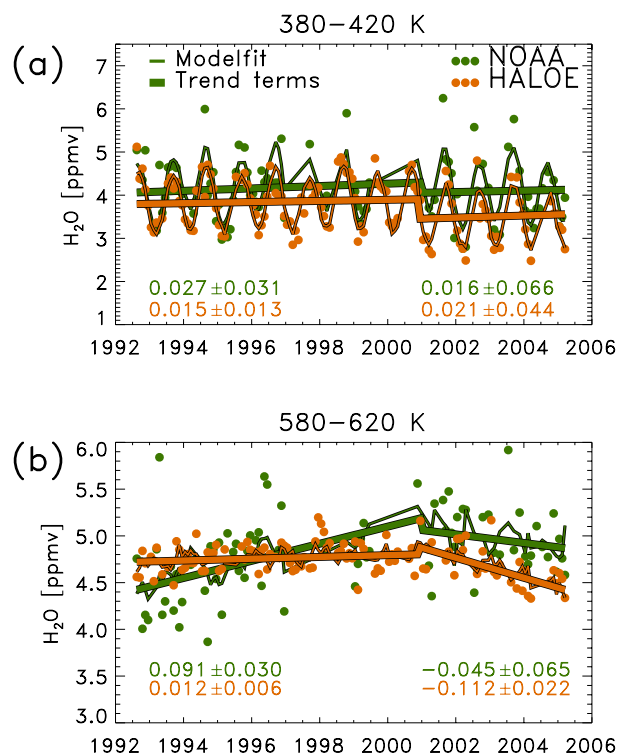 380−420 K
(a)
Modelfit
Trend terms
NOAA
HALOE
7
6
5
4
3
2
1
H₂O [ppmv]
0.027±0.031
0.015±0.013
0.016±0.066
0.021±0.044
1992 1994 1996 1998 2000 2002 2004 2006
580−620 K
(b)
6.0
5.5
5.0
4.5
4.0
3.5
3.0
H₂O [ppmv]
0.091±0.030
0.012±0.006
−0.045±0.065
−0.112±0.022
1992 1994 1996 1998 2000 2002 2004 2006